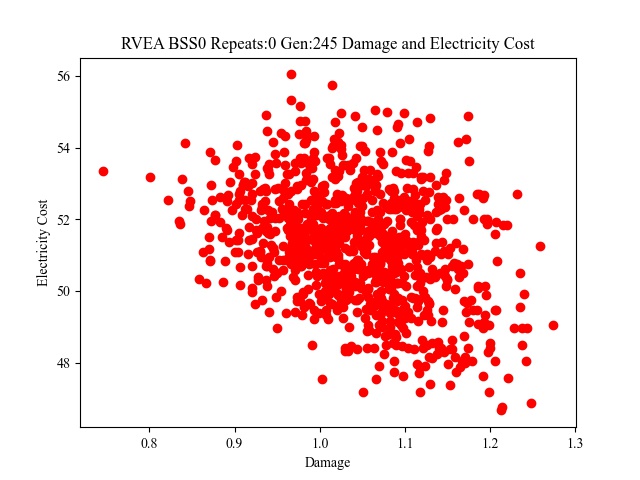 RVEA BSS0 Repeats:0 Gen:245 Damage and Electricity Cost
56
54
52
50
48
Electricity Cost
0.8 0.9 1.0 1.1 1.2 1.3
Damage